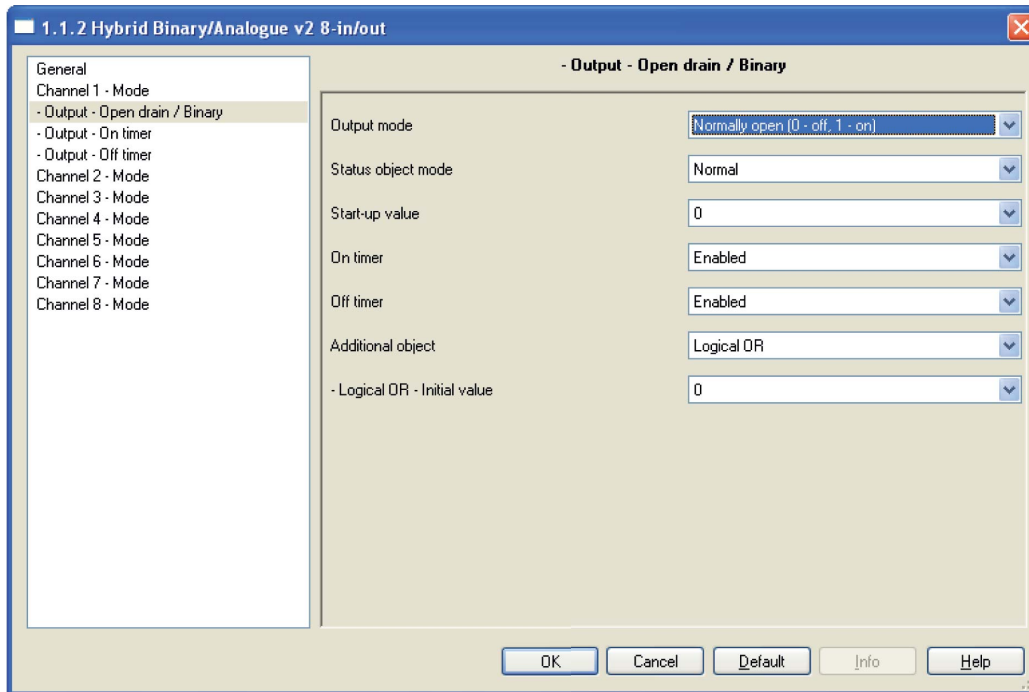 1.1.2 Hybrid Binary/Analogue v2 8-in/out
General
Channel 1 - Mode
- Output - Open drain / Binary
- Output - On timer
- Output - Off timer
Channel 2 - Mode
Channel 3 - Mode
Channel 4 - Mode
Channel 5 - Mode
Channel 6 - Mode
Channel 7 - Mode
Channel 8 - Mode
- Output - Open drain / Binary
Output mode Normally open (0 - off, 1 - on)
Status object mode Normal
Start-up value 0
On timer Enabled
Off timer Enabled
Additional object Logical OR
- Logical OR - Initial value 0
OK Cancel Default Info Help